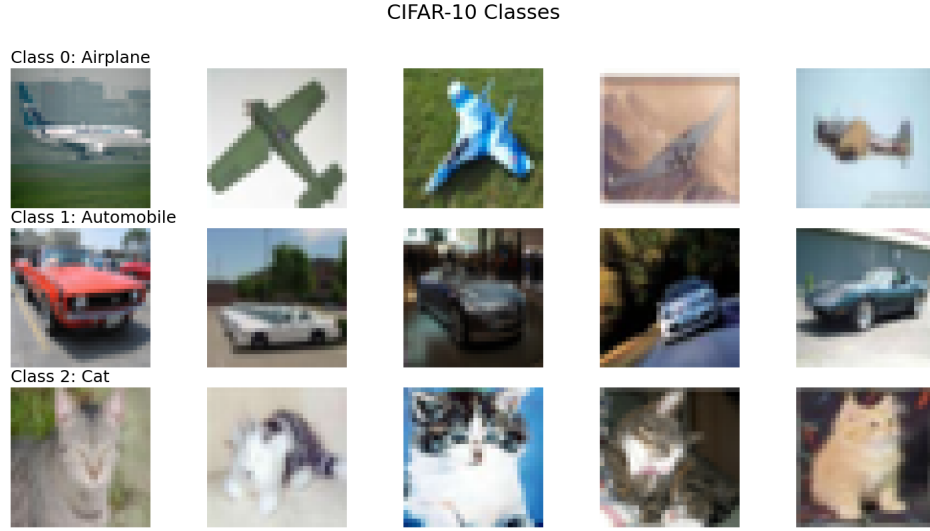 CIFAR-10 Classes
Class 0: Airplane
Class 1: Automobile
Class 2: Cat